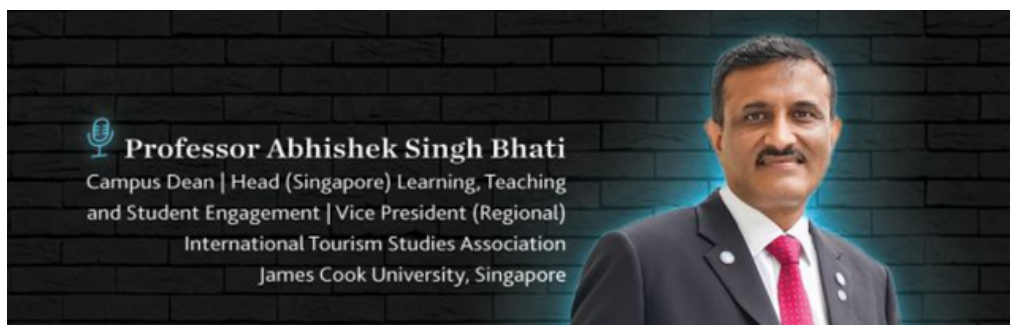 Professor Abhishek Singh Bhati
Campus Dean | Head (Singapore) Learning, Teaching
and Student Engagement | Vice President (Regional)
International Tourism Studies Association
James Cook University, Singapore